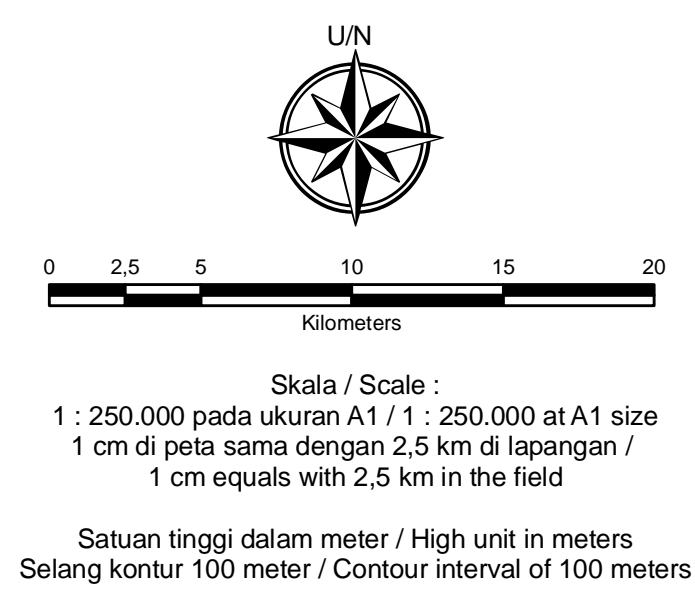 U/N
0 2,5 5 10 15 20
Kilometers
Skala / Scale :
1 : 250.000 pada ukuran A1 / 1 : 250.000 at A1 size
1 cm di peta sama dengan 2,5 km di lapangan /
1 cm equals with 2,5 km in the field
Satuan tinggi dalam meter / High unit in meters
Selang kontur 100 meter / Contour interval of 100 meters